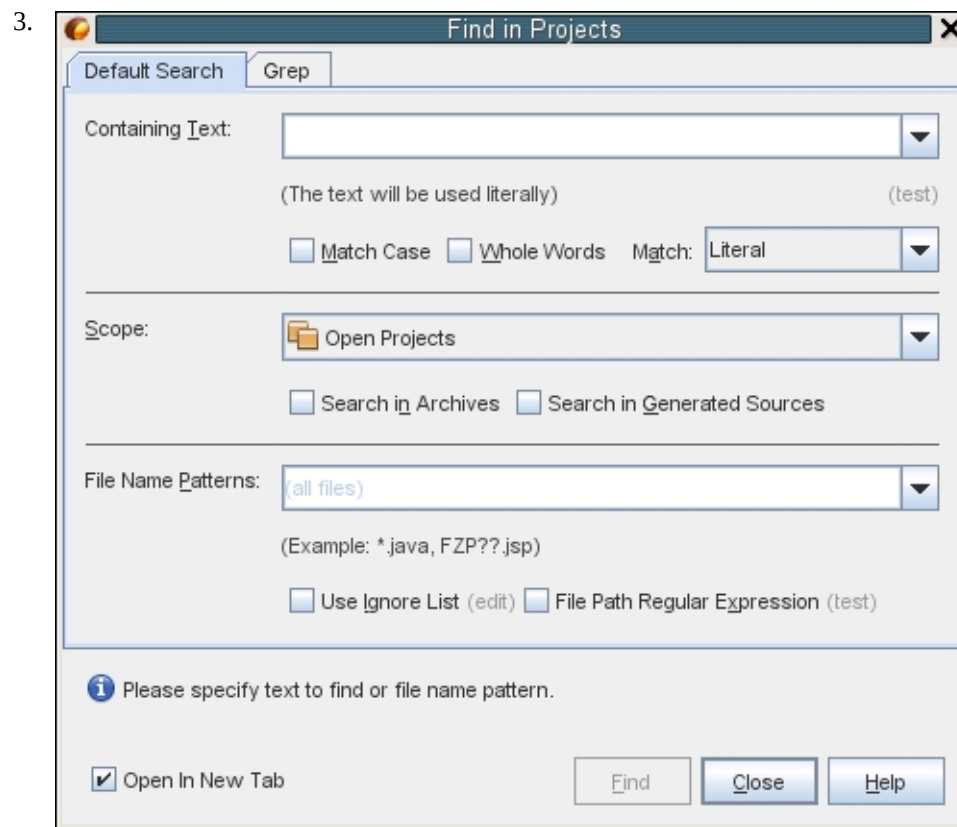 3.
Find in Projects
Default Search Grep
Containing Text:
(The text will be used literally) (test)
Match Case Whole Words Match: Literal
Scope: Open Projects
Search in Archives Search in Generated Sources
File Name Patterns: (all files)
(Example: *.java, FZP??.jsp)
Use Ignore List (edit) File Path Regular Expression (test)
Please specify text to find or file name pattern.
Open In New Tab Find Close Help